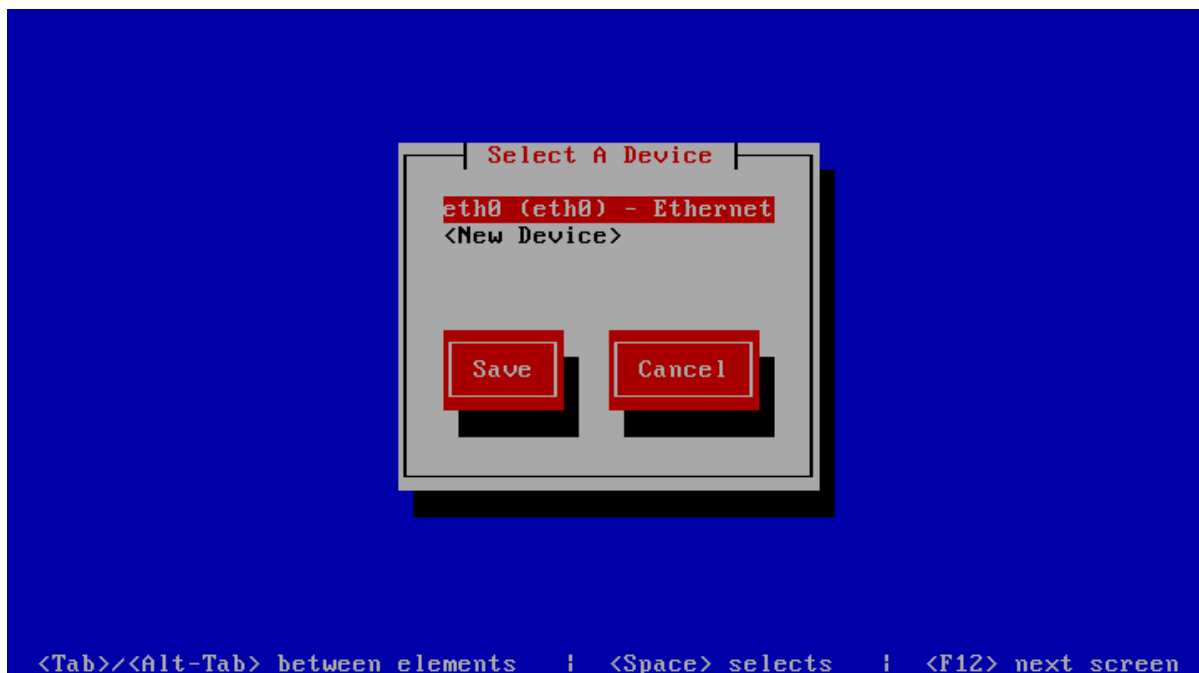 Select A Device
eth0 (eth0) - Ethernet
<New Device>
Save Cancel
<Tab>/<Alt-Tab> between elements | <Space> selects | <F12> next screen